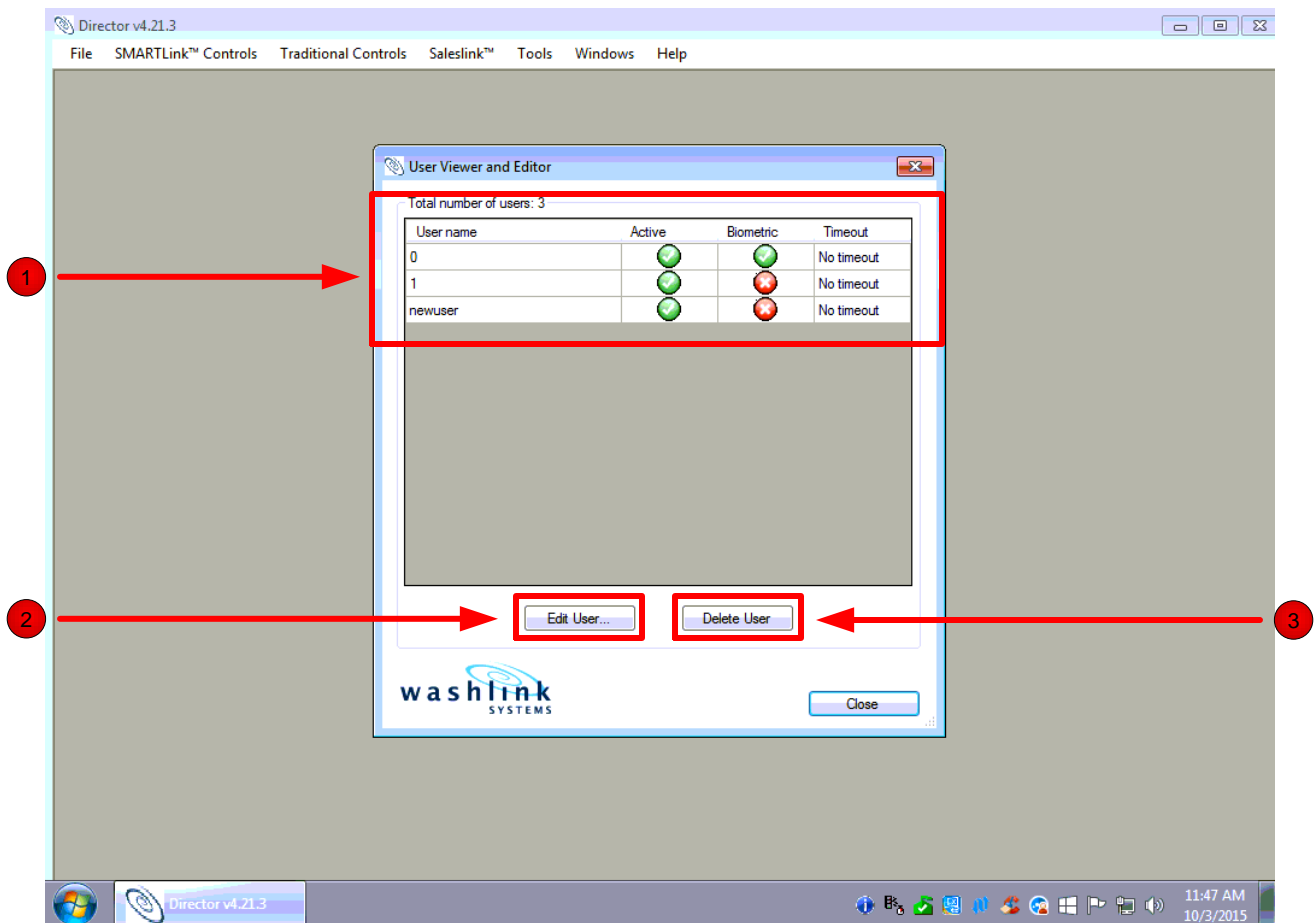 Director v4.21.3
File SMARTLink™ Controls Traditional Controls Saleslink™ Tools Windows Help
User Viewer and Editor
Total number of users: 3
User name Active Biometric Timeout
0 No timeout
1 No timeout
newuser No timeout
1
2
Edit User...
Delete User
3
washlink
SYSTEMS
Close
Director v4.21.3
11:47 AM
10/3/2015